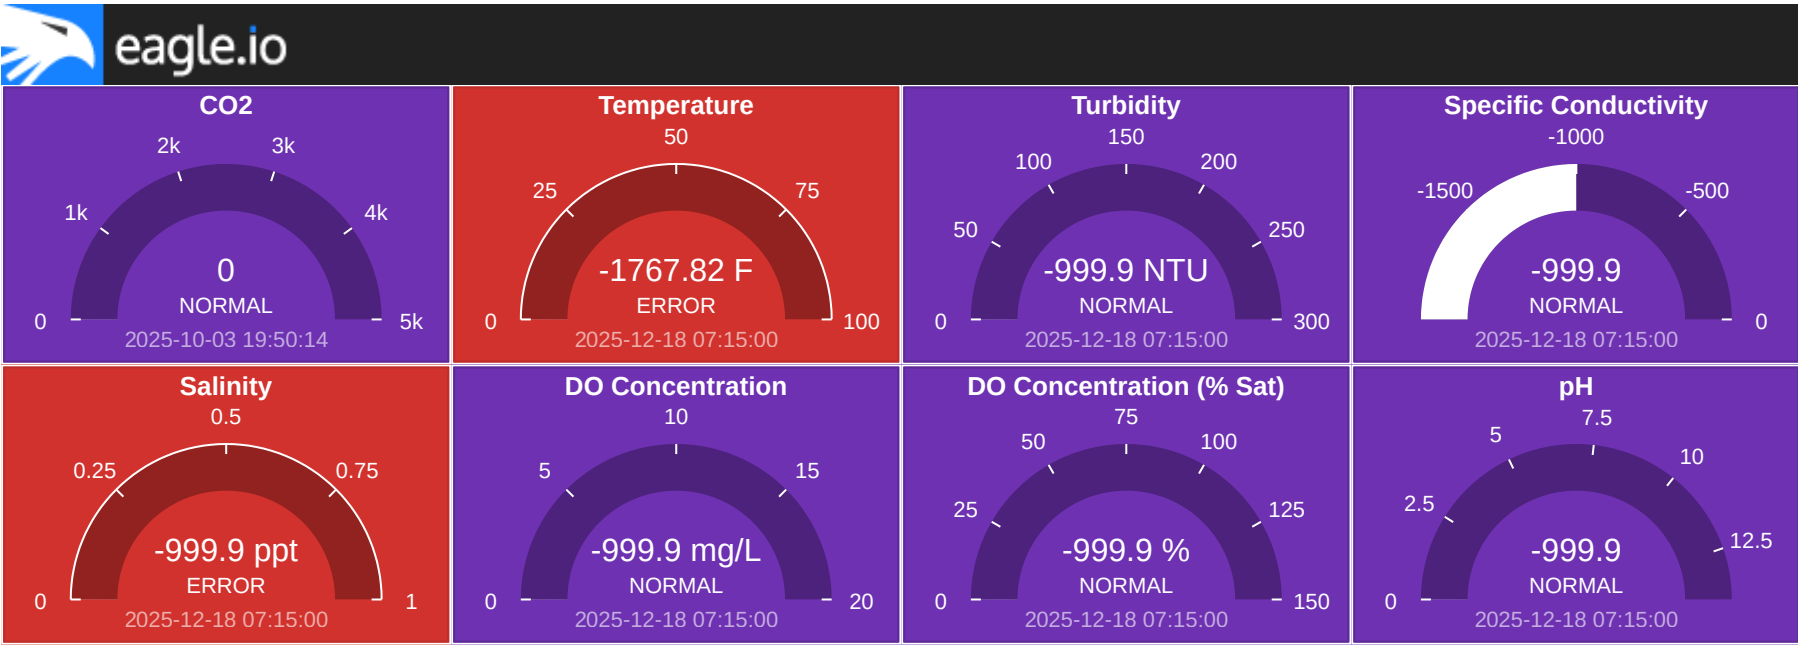 eagle.io
CO2
0
1k
2k
3k
4k
5k
0
NORMAL
2025-10-03 19:50:14
Temperature
0
25
50
75
100
-1767.82 F
ERROR
2025-12-18 07:15:00
Turbidity
0
50
100
150
200
250
300
-999.9 NTU
NORMAL
2025-12-18 07:15:00
Specific Conductivity
-1500
-1000
-500
0
-999.9
NORMAL
2025-12-18 07:15:00
Salinity
0
0.25
0.5
0.75
1
-999.9 ppt
ERROR
2025-12-18 07:15:00
DO Concentration
0
5
10
15
20
-999.9 mg/L
NORMAL
2025-12-18 07:15:00
DO Concentration (% Sat)
0
25
50
75
100
125
150
-999.9 %
NORMAL
2025-12-18 07:15:00
pH
0
2.5
5
7.5
10
12.5
-999.9
NORMAL
2025-12-18 07:15:00